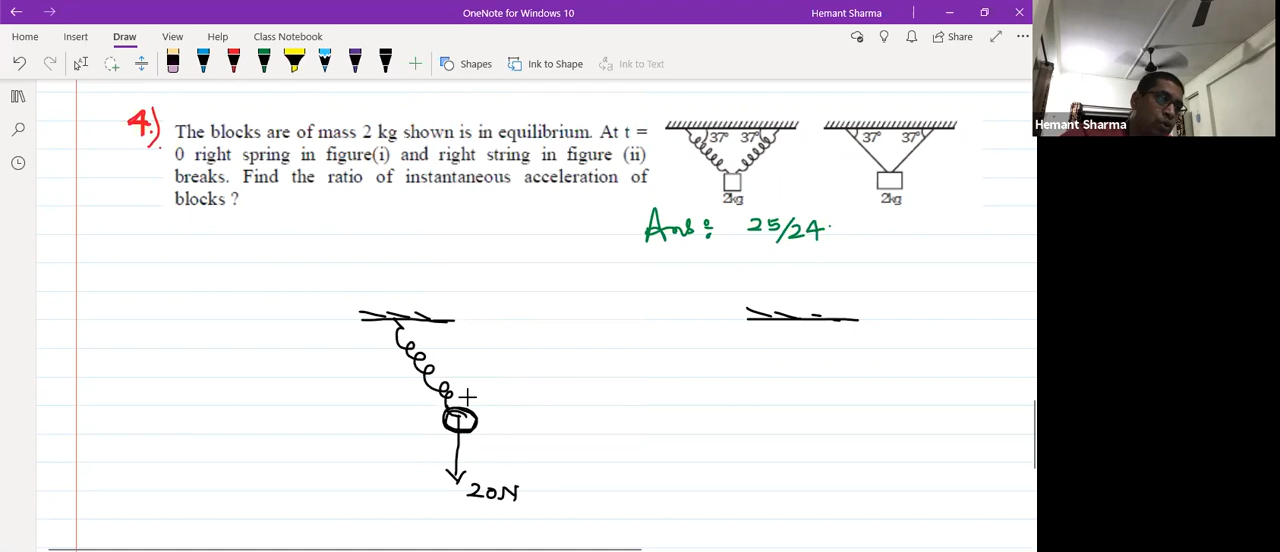 OneNote for Windows 10
Hemant Sharma
Home Insert Draw View Help Class Notebook
Share
Shapes Ink to Shape Ink to Text
Hemant Sharma
4.)
The blocks are of mass 2 kg shown is in equilibrium. At t =
0 right spring in figure(i) and right string in figure (ii)
breaks. Find the ratio of instantaneous acceleration of
blocks ?
37° 37°
2kg
37° 37°
2kg
Ans: 25/24.
20N